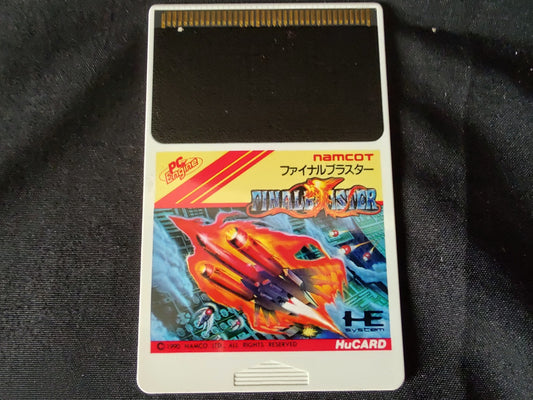 PC Engine
namcot
ファイナルブラスター
FINAL BLASTER
HE system
© 1990 NAMCO LTD., ALL RIGHTS RESERVED
HuCARD